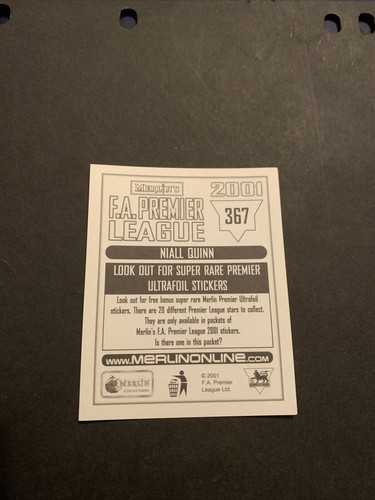 MERLIN'S
2001
F.A. PREMIER
LEAGUE
367
NIALL QUINN
LOOK OUT FOR SUPER RARE PREMIER
ULTRAFOIL STICKERS
Look out for free bonus super rare Merlin Premier Ultrafoil
stickers. There are 20 different Premier League stars to collect.
They are only available in packets of
Merlin's F.A. Premier League 2001 stickers.
Is there one in this packet?
www.MERLINONLINE.com
MERLIN
© 2001
F.A. Premier
League Ltd.